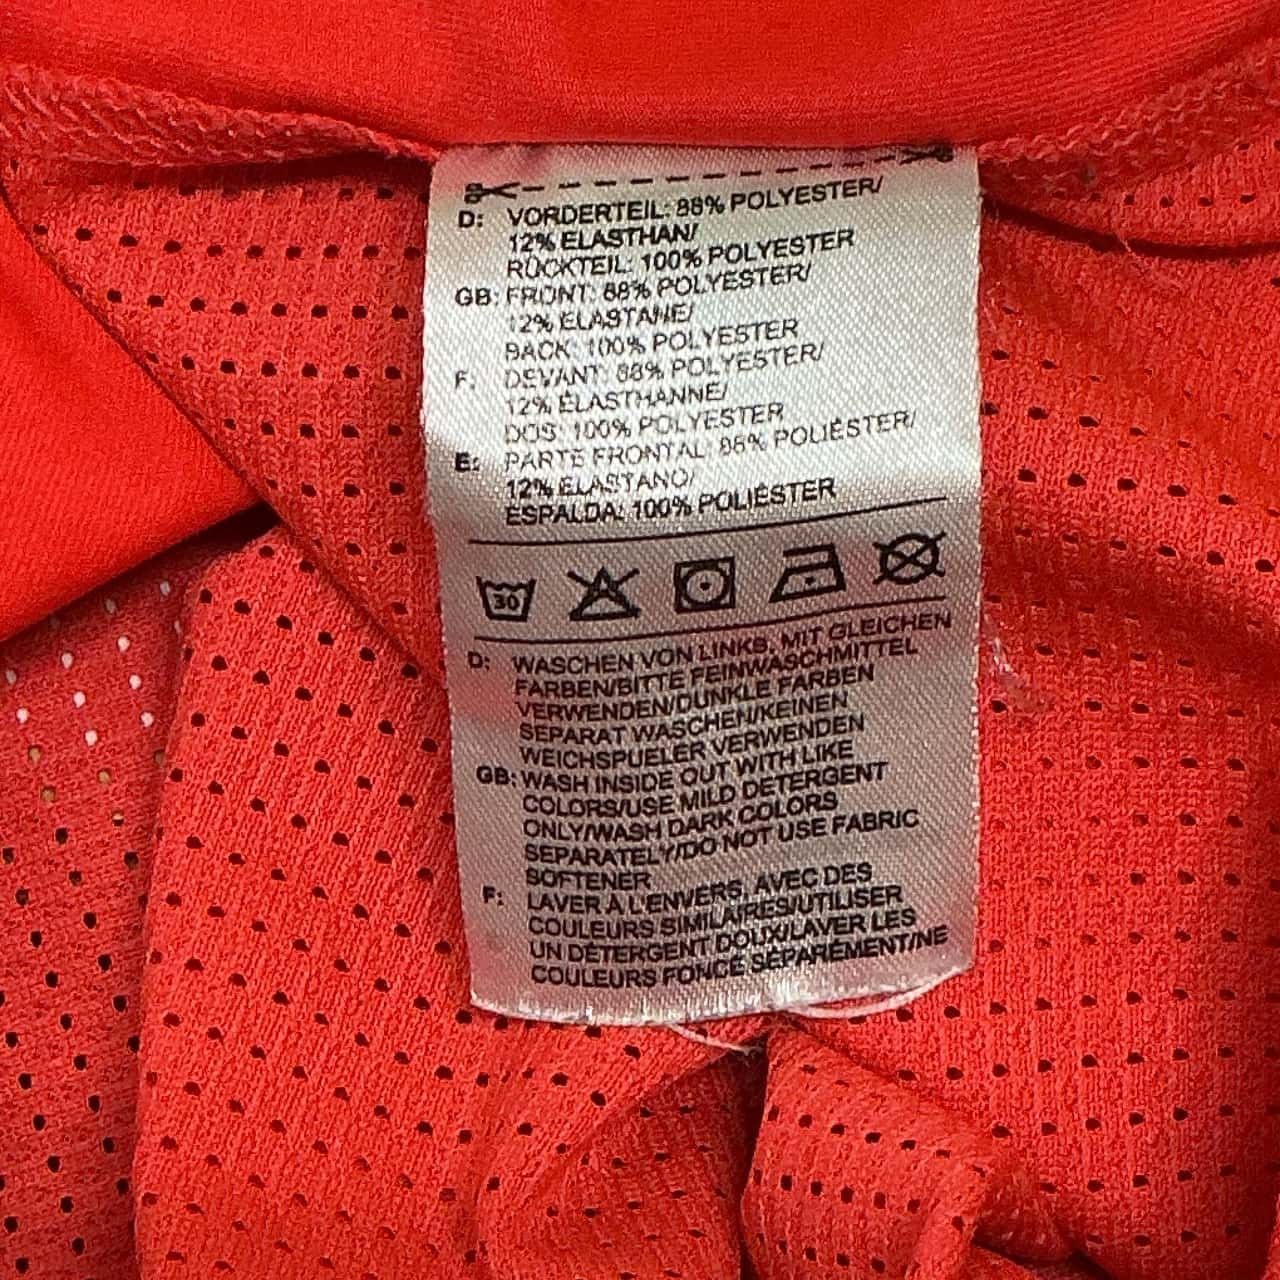 D: VORDERTEIL: 88% POLYESTER/
12% ELASTHAN/
RÜCKTEIL: 100% POLYESTER
GB: FRONT: 88% POLYESTER/
12% ELASTANE/
BACK: 100% POLYESTER
F: DEVANT: 88% POLYESTER/
12% ÉLASTHANNE/
DOS: 100% POLYESTER
E: PARTE FRONTAL: 88% POLIÉSTER/
12% ELASTANO/
ESPALDA: 100% POLIÉSTER
30
D: WASCHEN VON LINKS, MIT GLEICHEN
FARBEN/BITTE FEINWASCHMITTEL
VERWENDEN/DUNKLE FARBEN
SEPARAT WASCHEN/KEINEN
WEICHSPUELER VERWENDEN
GB: WASH INSIDE OUT WITH LIKE
COLORS/USE MILD DETERGENT
ONLY/WASH DARK COLORS
SEPARATELY/DO NOT USE FABRIC
SOFTENER
F: LAVER À L'ENVERS, AVEC DES
COULEURS SIMILAIRES/UTILISER
UN DÉTERGENT DOUX/LAVER LES
COULEURS FONCÉ SÉPARÉMENT/NE